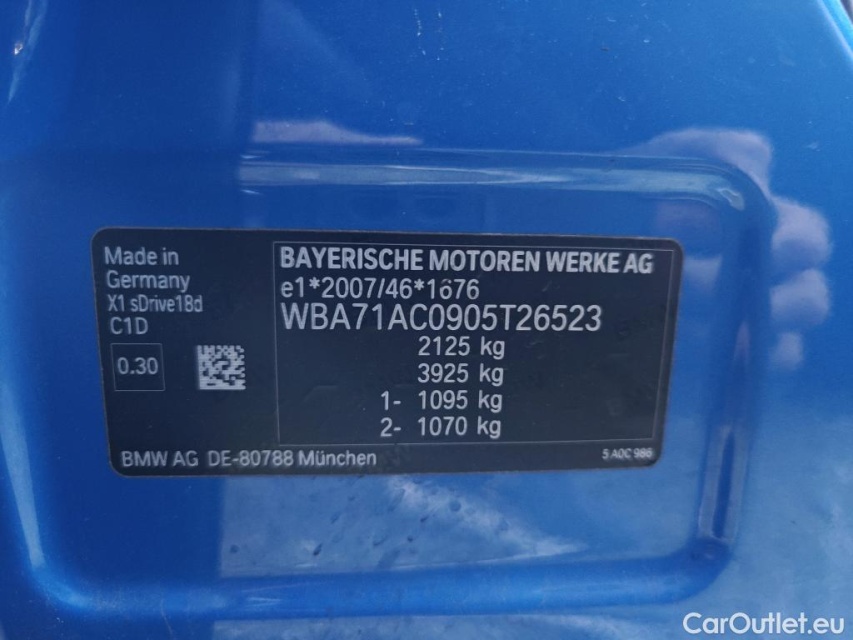 Made in
Germany
X1 sDrive18d
C1D
0.30
BAYERISCHE MOTOREN WERKE AG
e1*2007/46*1676
WBA71AC0905T26523
2125 kg
3925 kg
1- 1095 kg
2- 1070 kg
BMW AG DE-80788 München
5 A0C 986
CarOutlet.eu